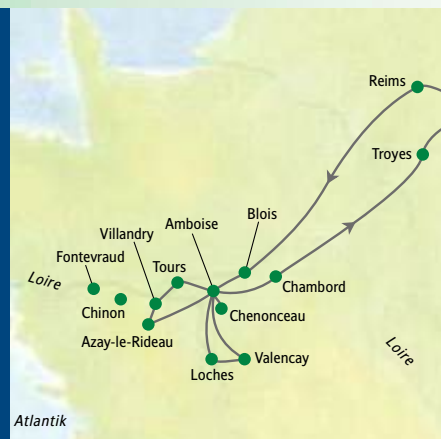 Reims
Troyes
Blois
Amboise
Villandry
Tours
Fontevraud
Loire
Chambord
Chinon
Chenonceau
Azay-le-Rideau
Valencay
Loches
Loire
Atlantik